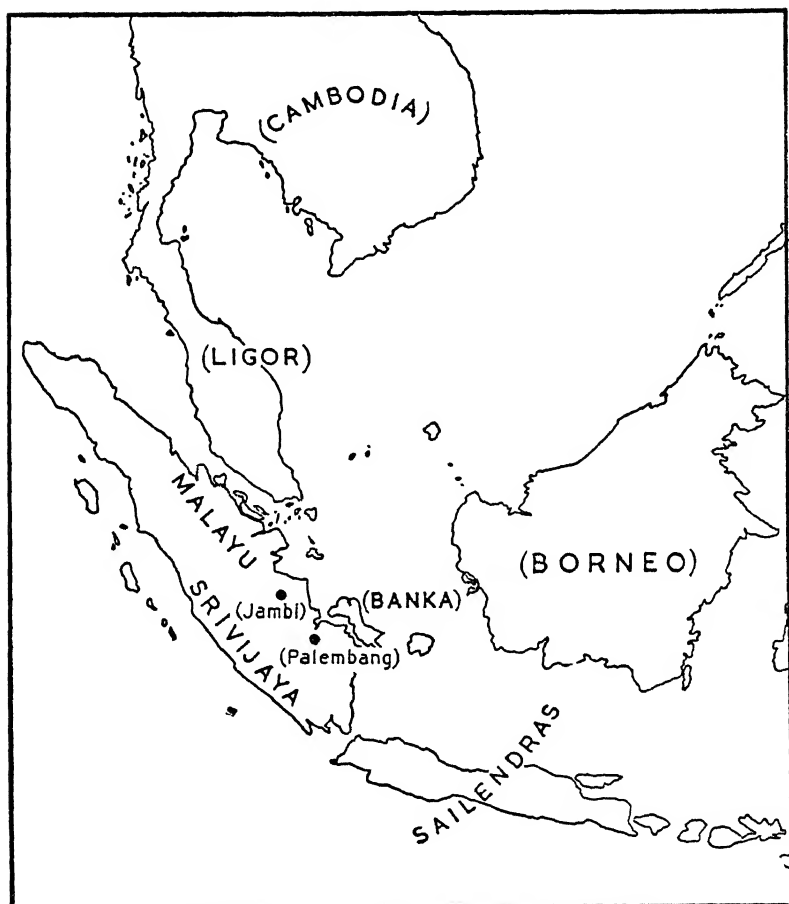 (CAMBODIA)
(LIGOR)
MALAYU
(BORNEO)
SRIVIJAYA
(Jambi)
(BANKA)
(Palembang)
SAILENDRAS